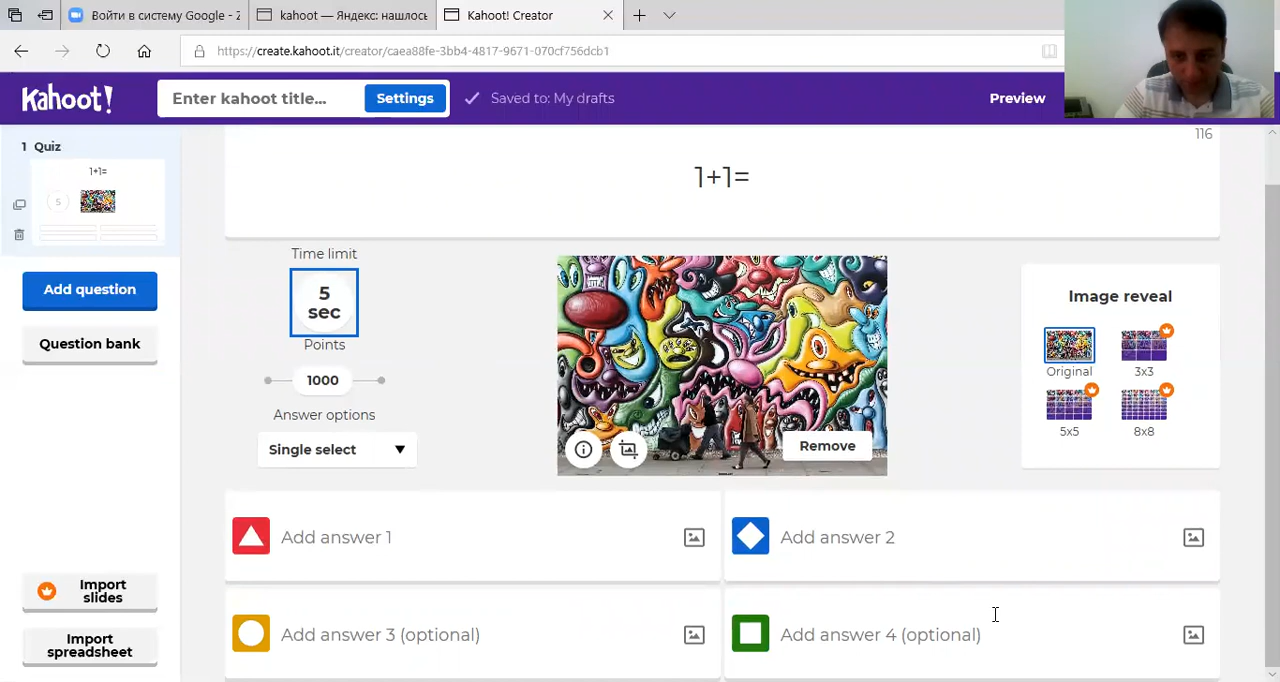 Войти в систему Google - 2
kahoot — Яндекс: нашлось
Kahoot! Creator
https://create.kahoot.it/creator/caea88fe-3bb4-4817-9671-070cf756dcb1
Kahoot!
Enter kahoot title...
Settings
Saved to: My drafts
Preview
1 Quiz
1+1=
5
Add question
Question bank
Import slides
Import spreadsheet
116
1+1=
Time limit
5
sec
Points
1000
Answer options
Single select
Remove
Image reveal
Original
3x3
5x5
8x8
Add answer 1
Add answer 2
Add answer 3 (optional)
Add answer 4 (optional)